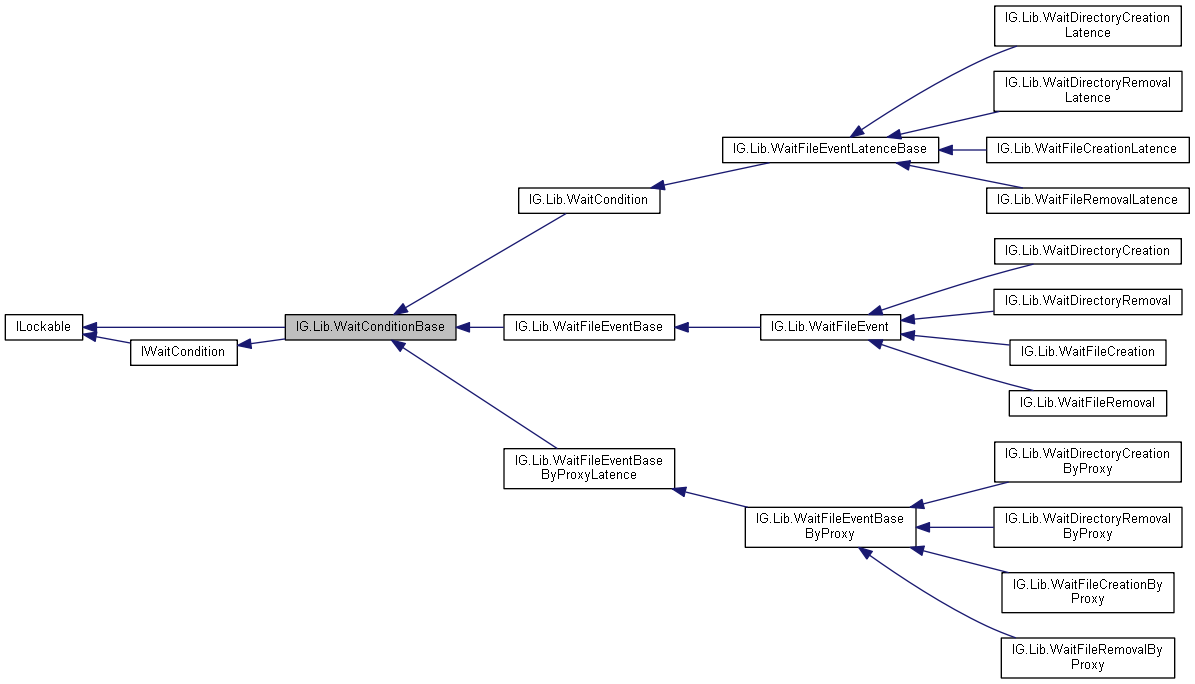 IG.Lib.WaitDirectoryCreation
Latence
IG.Lib.WaitDirectoryRemoval
Latence
IG.Lib.WaitFileEventLatenceBase
IG.Lib.WaitFileCreationLatence
IG.Lib.WaitCondition
IG.Lib.WaitFileRemovalLatence
IG.Lib.WaitDirectoryCreation
IG.Lib.WaitDirectoryRemoval
ILockable
IG.Lib.WaitConditionBase
IG.Lib.WaitFileEventBase
IG.Lib.WaitFileEvent
IWaitCondition
IG.Lib.WaitFileCreation
IG.Lib.WaitFileRemoval
IG.Lib.WaitFileEventBase
ByProxyLatence
IG.Lib.WaitDirectoryCreation
ByProxy
IG.Lib.WaitFileEventBase
ByProxy
IG.Lib.WaitDirectoryRemoval
ByProxy
IG.Lib.WaitFileCreationBy
Proxy
IG.Lib.WaitFileRemovalBy
Proxy